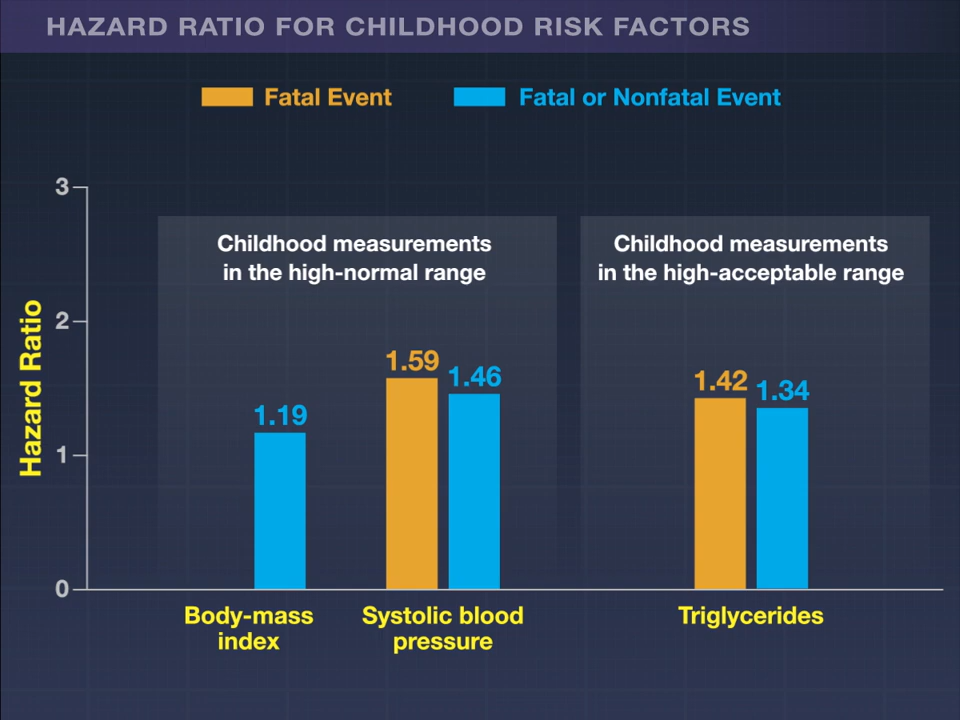 HAZARD RATIO FOR CHILDHOOD RISK FACTORS
Fatal Event
Fatal or Nonfatal Event
Childhood measurements
in the high-normal range
Childhood measurements
in the high-acceptable range
Hazard Ratio
3
2
1
0
1.19
1.59
1.46
1.42
1.34
Body-mass
index
Systolic blood
pressure
Triglycerides